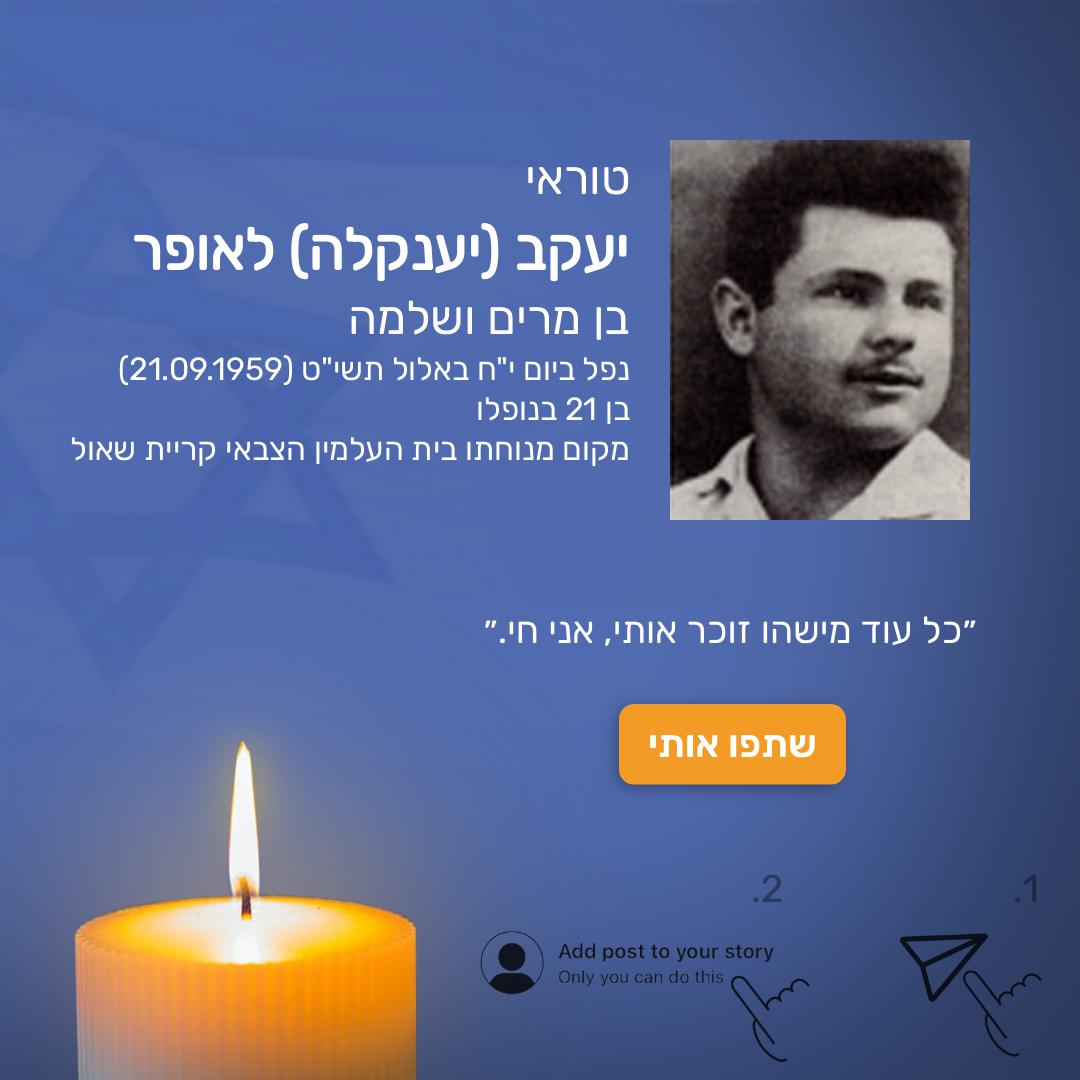 טוראי
יעקב (יענקלה) לאופר
בן מרים ושלמה
נפל ביום י"ח באלול תשי"ט (21.09.1959)
בן 21 בנופלו
מקום מנוחתו בית העלמין הצבאי קריית שאול
״כל עוד מישהו זוכר אותי, אני חי.״
שתפו אותי
.1
.2
Add post to your story
Only you can do this